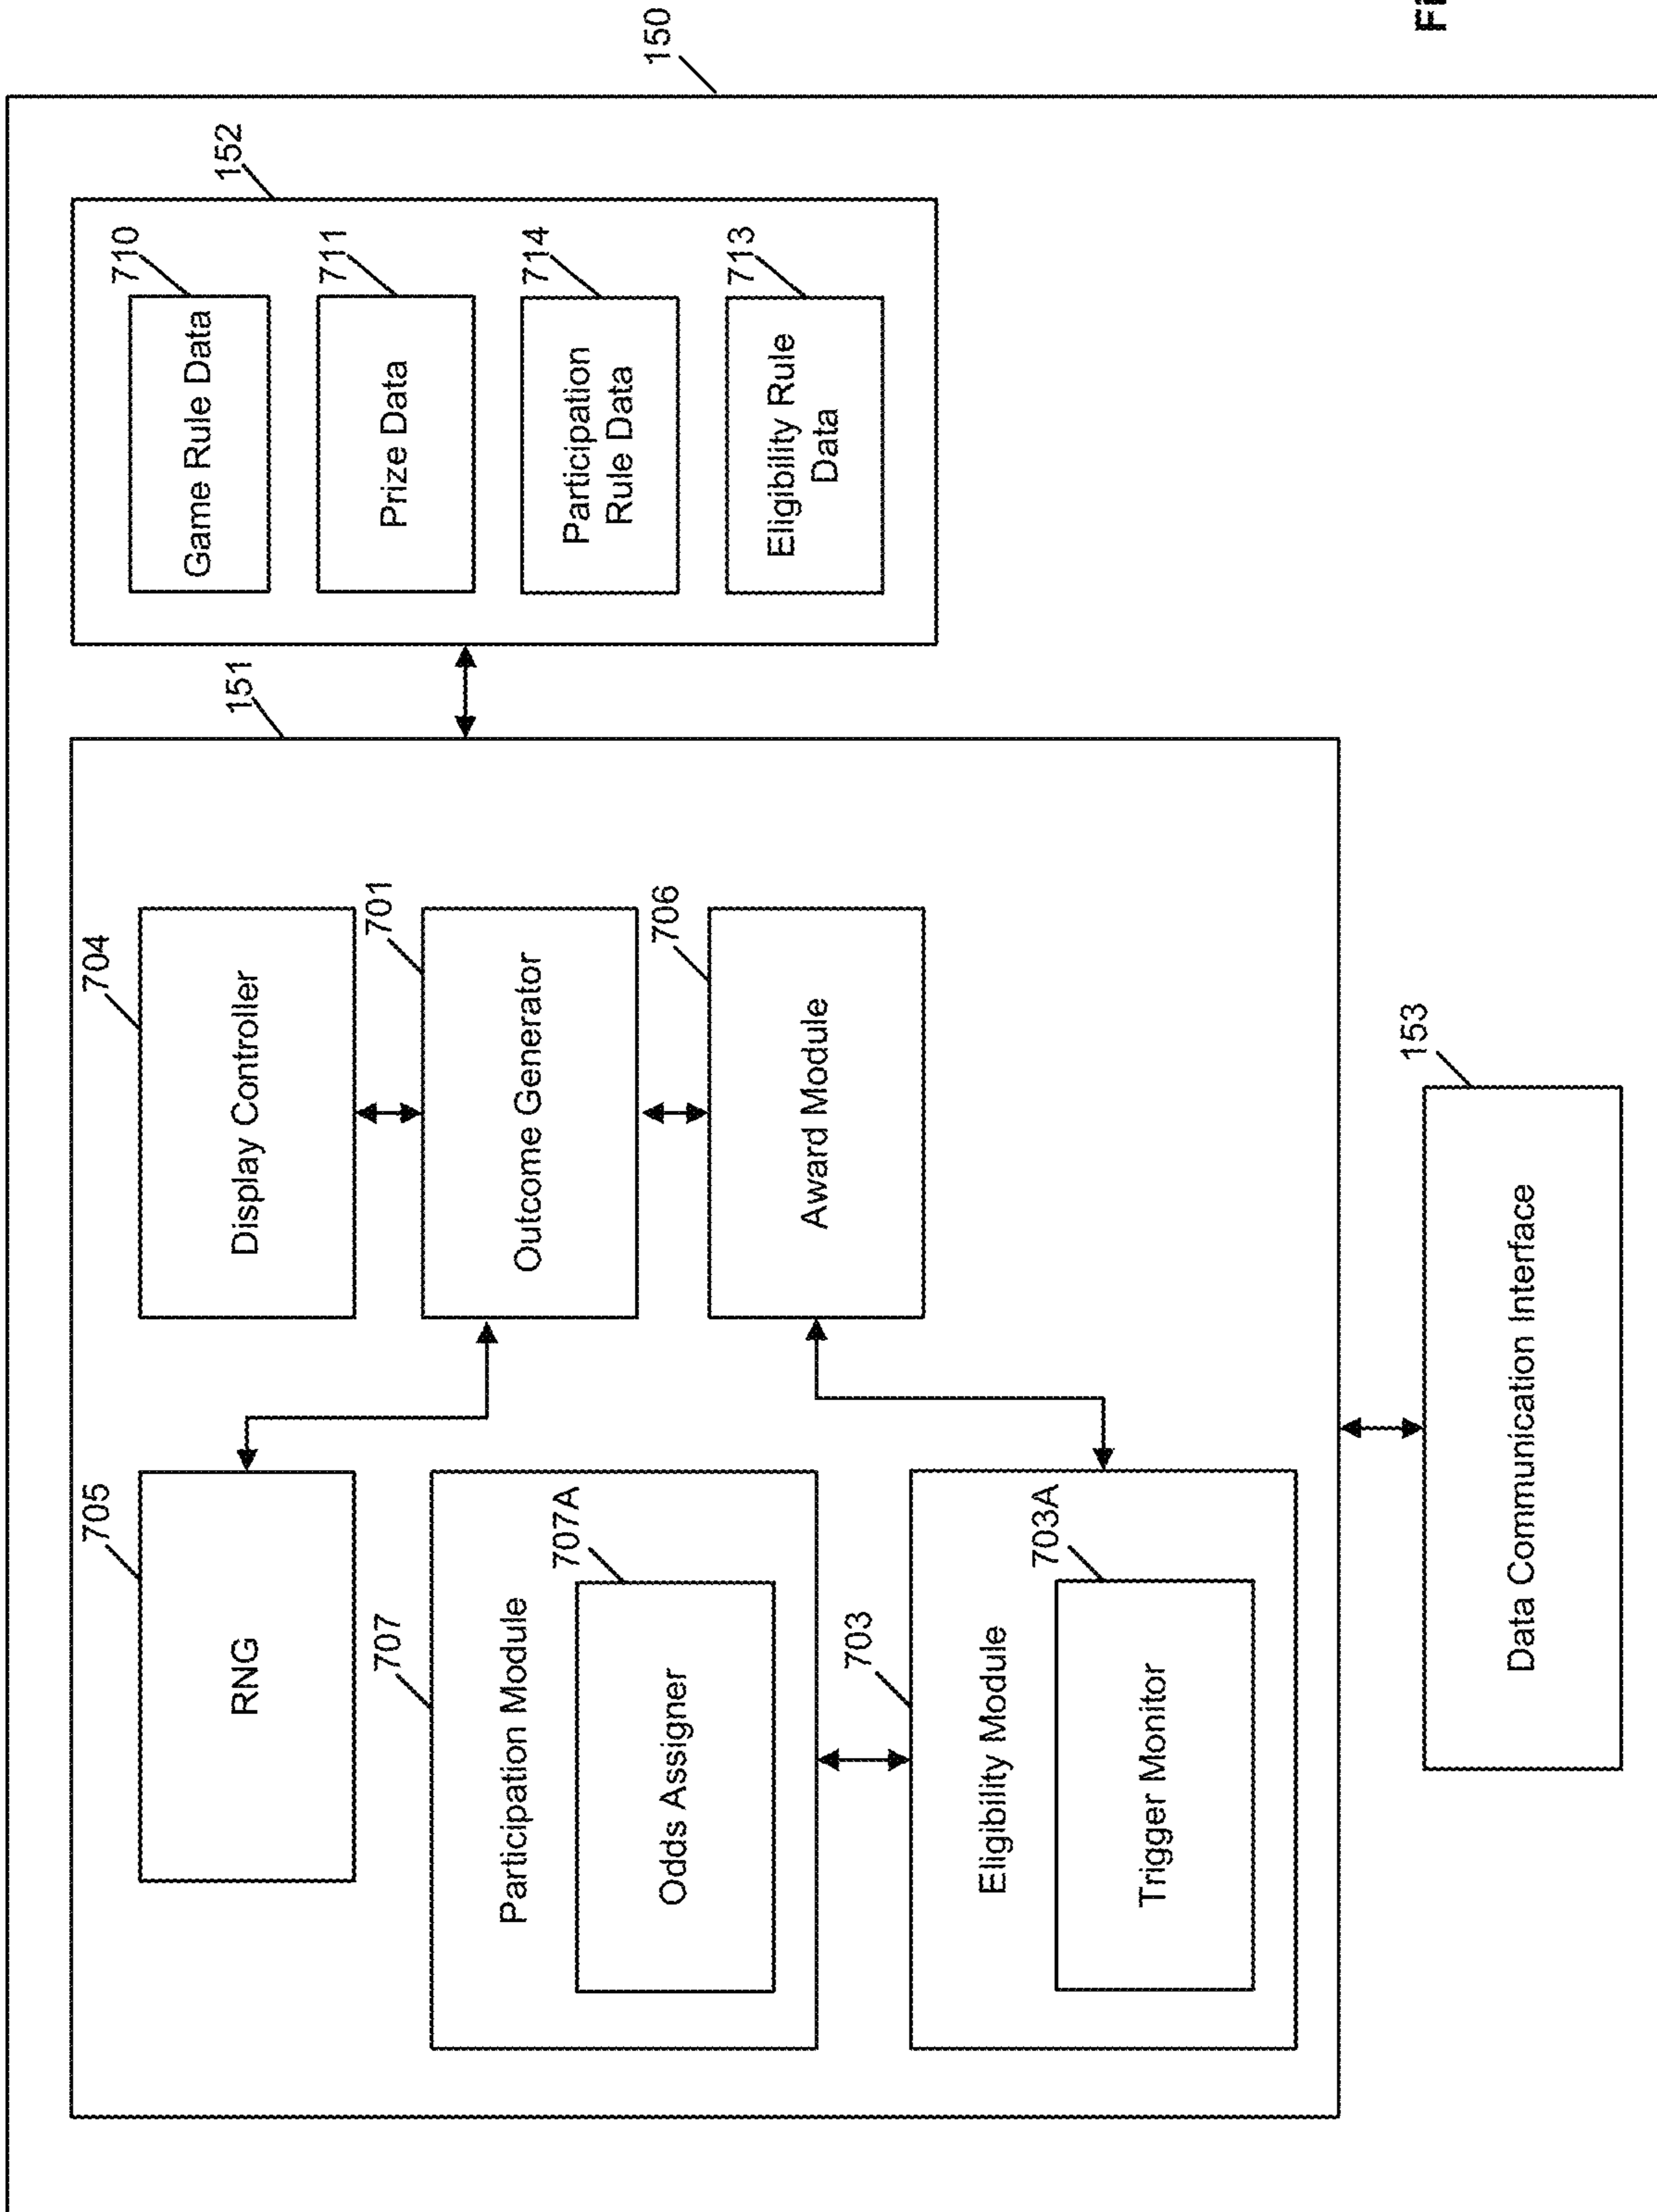 150
152
151
705
704
710
RNG
Display Controller
Game Rule Data
707
701
711
Participation Module
Outcome Generator
Prize Data
707A
Odds Assigner
706
714
Award Module
Participation
Rule Data
703
Eligibility Module
703A
Trigger Monitor
713
Eligibility Rule
Data
153
Data Communication Interface